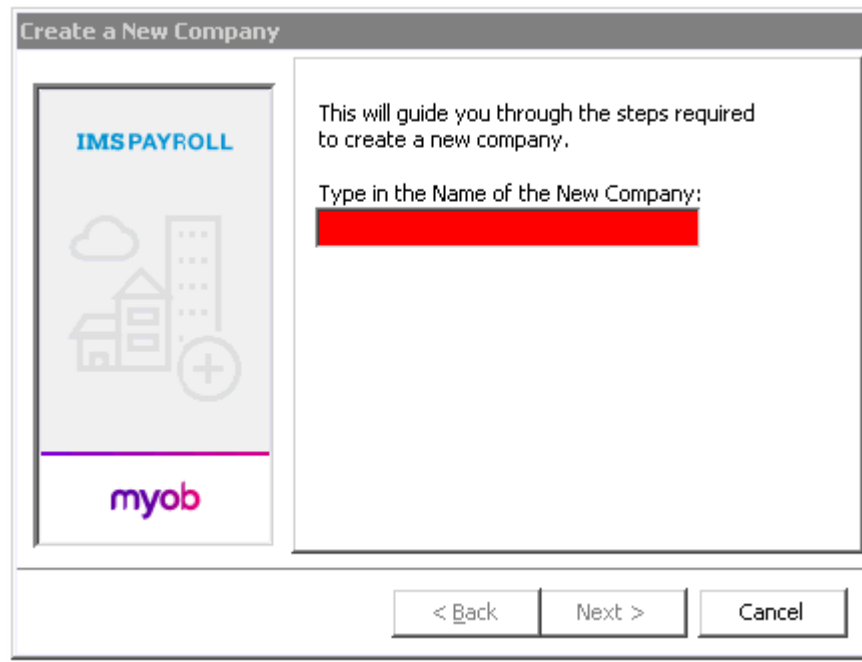 Create a New Company
IMSPAYROLL
This will guide you through the steps required
to create a new company.
Type in the Name of the New Company:
myob
< Back
Next >
Cancel